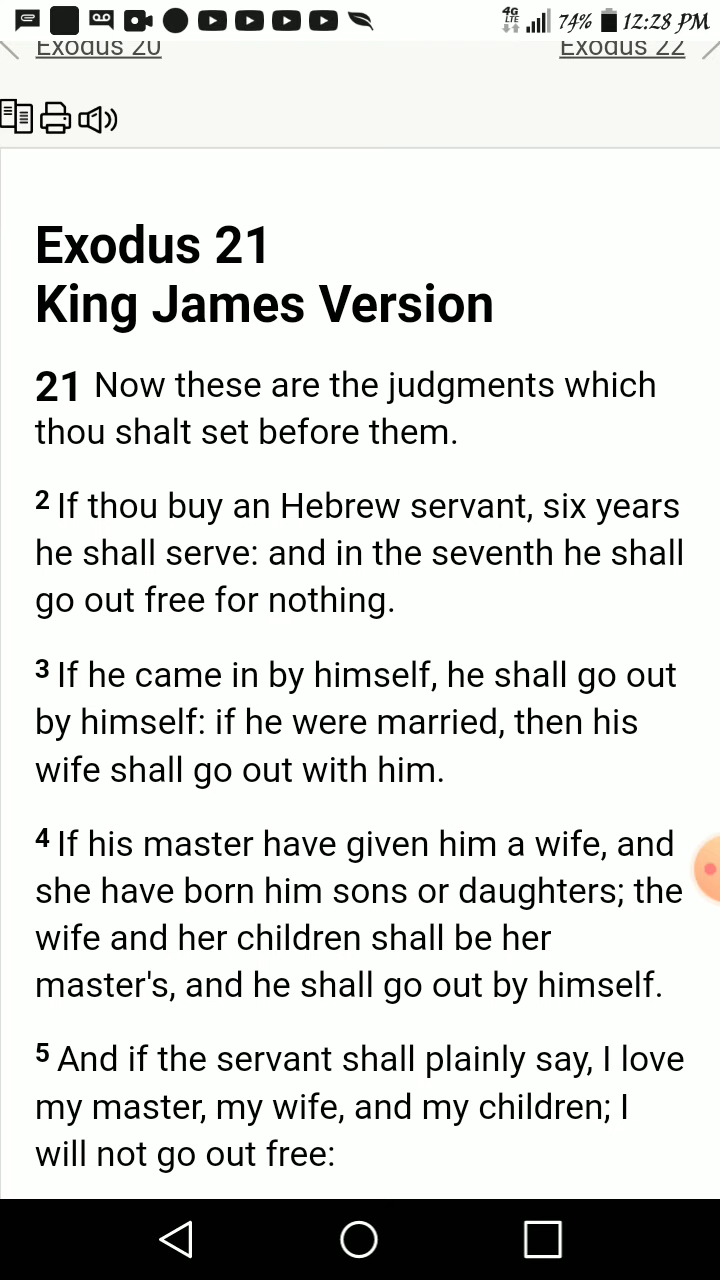 4G LTE 74% 12:28 PM
Exodus 20 Exodus 22
Exodus 21
King James Version
21 Now these are the judgments which
thou shalt set before them.
2 If thou buy an Hebrew servant, six years
he shall serve: and in the seventh he shall
go out free for nothing.
3 If he came in by himself, he shall go out
by himself: if he were married, then his
wife shall go out with him.
4 If his master have given him a wife, and
she have born him sons or daughters; the
wife and her children shall be her
master's, and he shall go out by himself.
5 And if the servant shall plainly say, I love
my master, my wife, and my children; I
will not go out free: